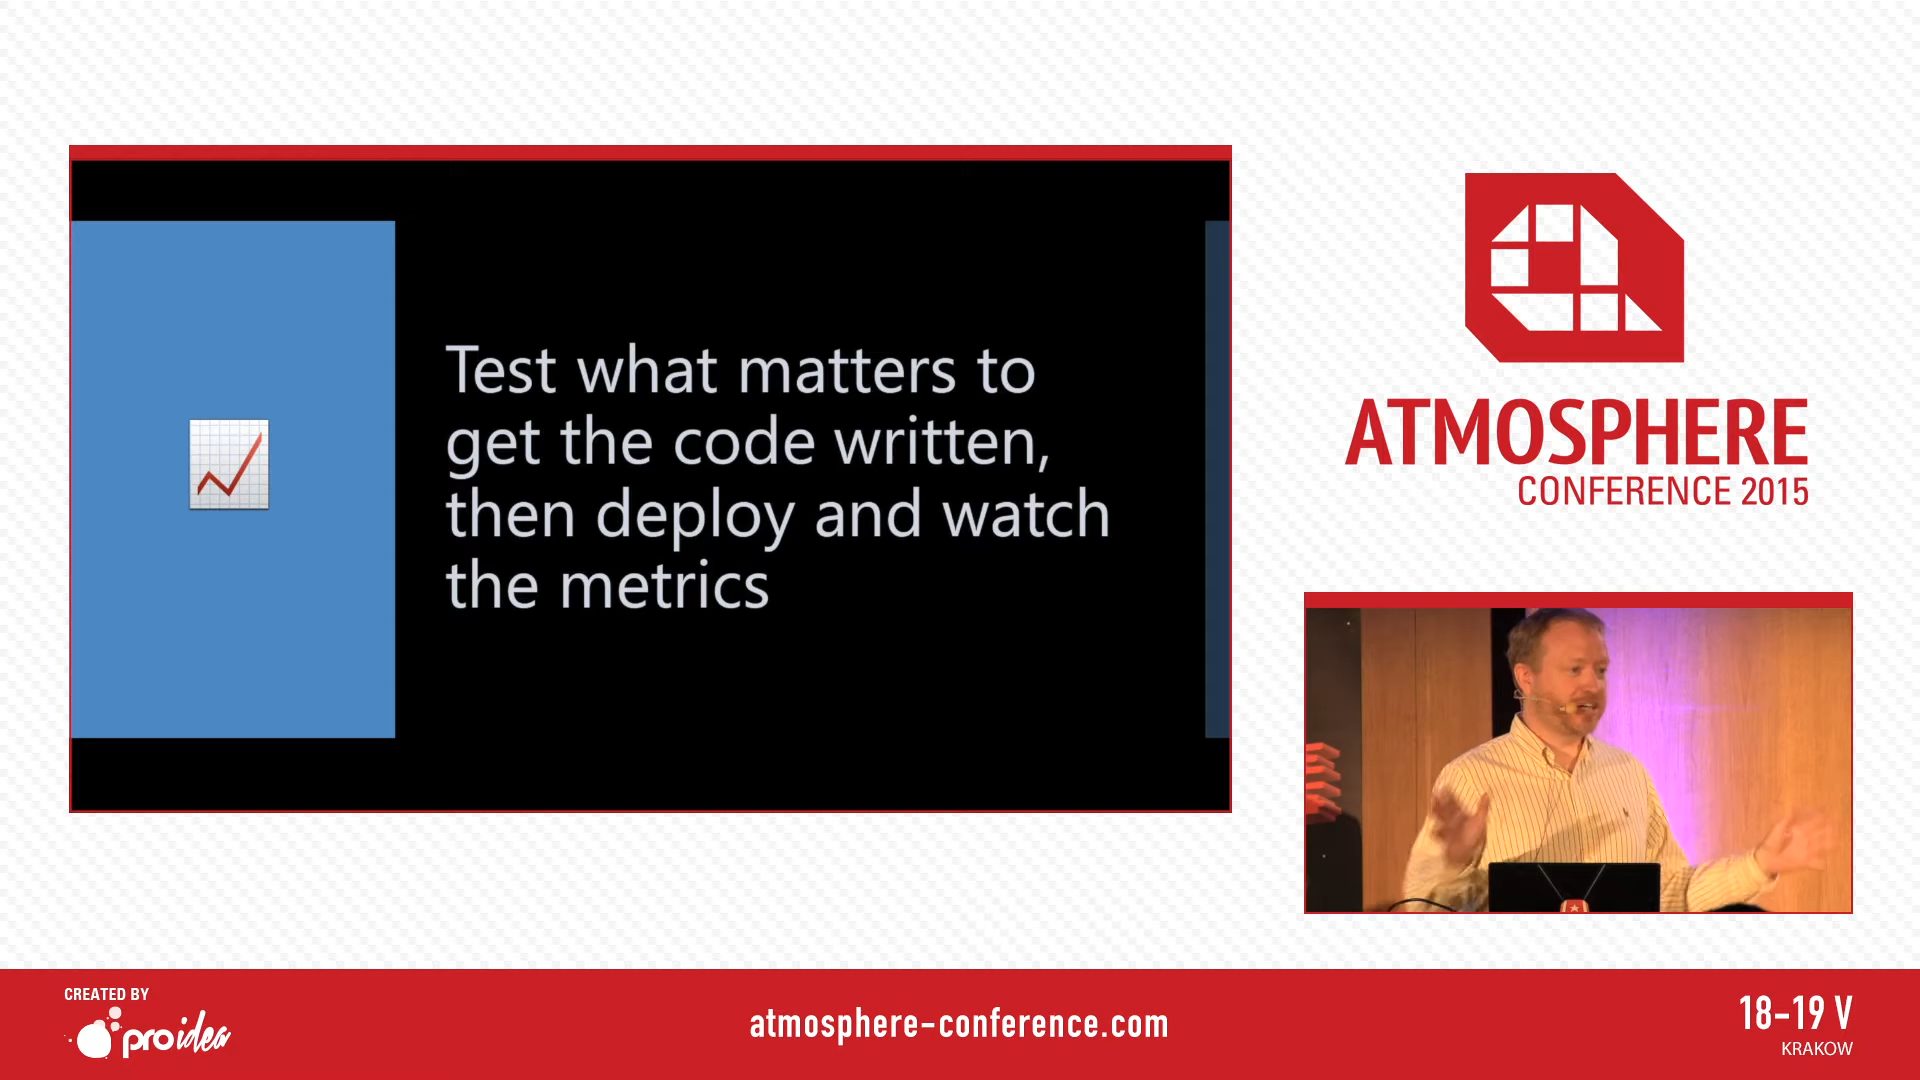 Test what matters to
get the code written,
then deploy and watch
the metrics
ATMOSPHERE
CONFERENCE 2015
CREATED BY
proidea
atmosphere-conference.com
18-19 V
KRAKOW